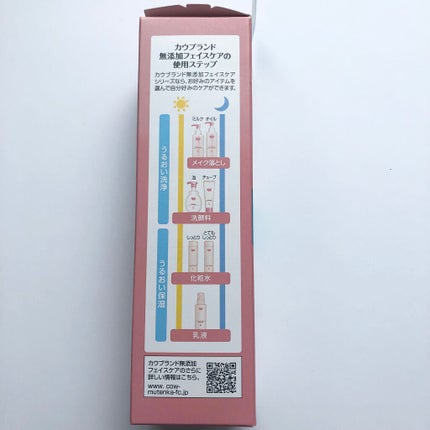 カウブランド
無添加フェイスケアの
使用ステップ
カウブランド無添加フェイスケア
シリーズなら、お好みのアイテムを
選んで自分好みのケアができます。
ミルク オイル
メイク落とし
うるおい洗浄
泡 チューブ
洗顔料
しっとり とてもしっとり
化粧水
うるおい保湿
乳液
カウブランド無添加
フェイスケアのさらに
詳しい情報はこちら。
www. cow-
mutenka-fc.jp